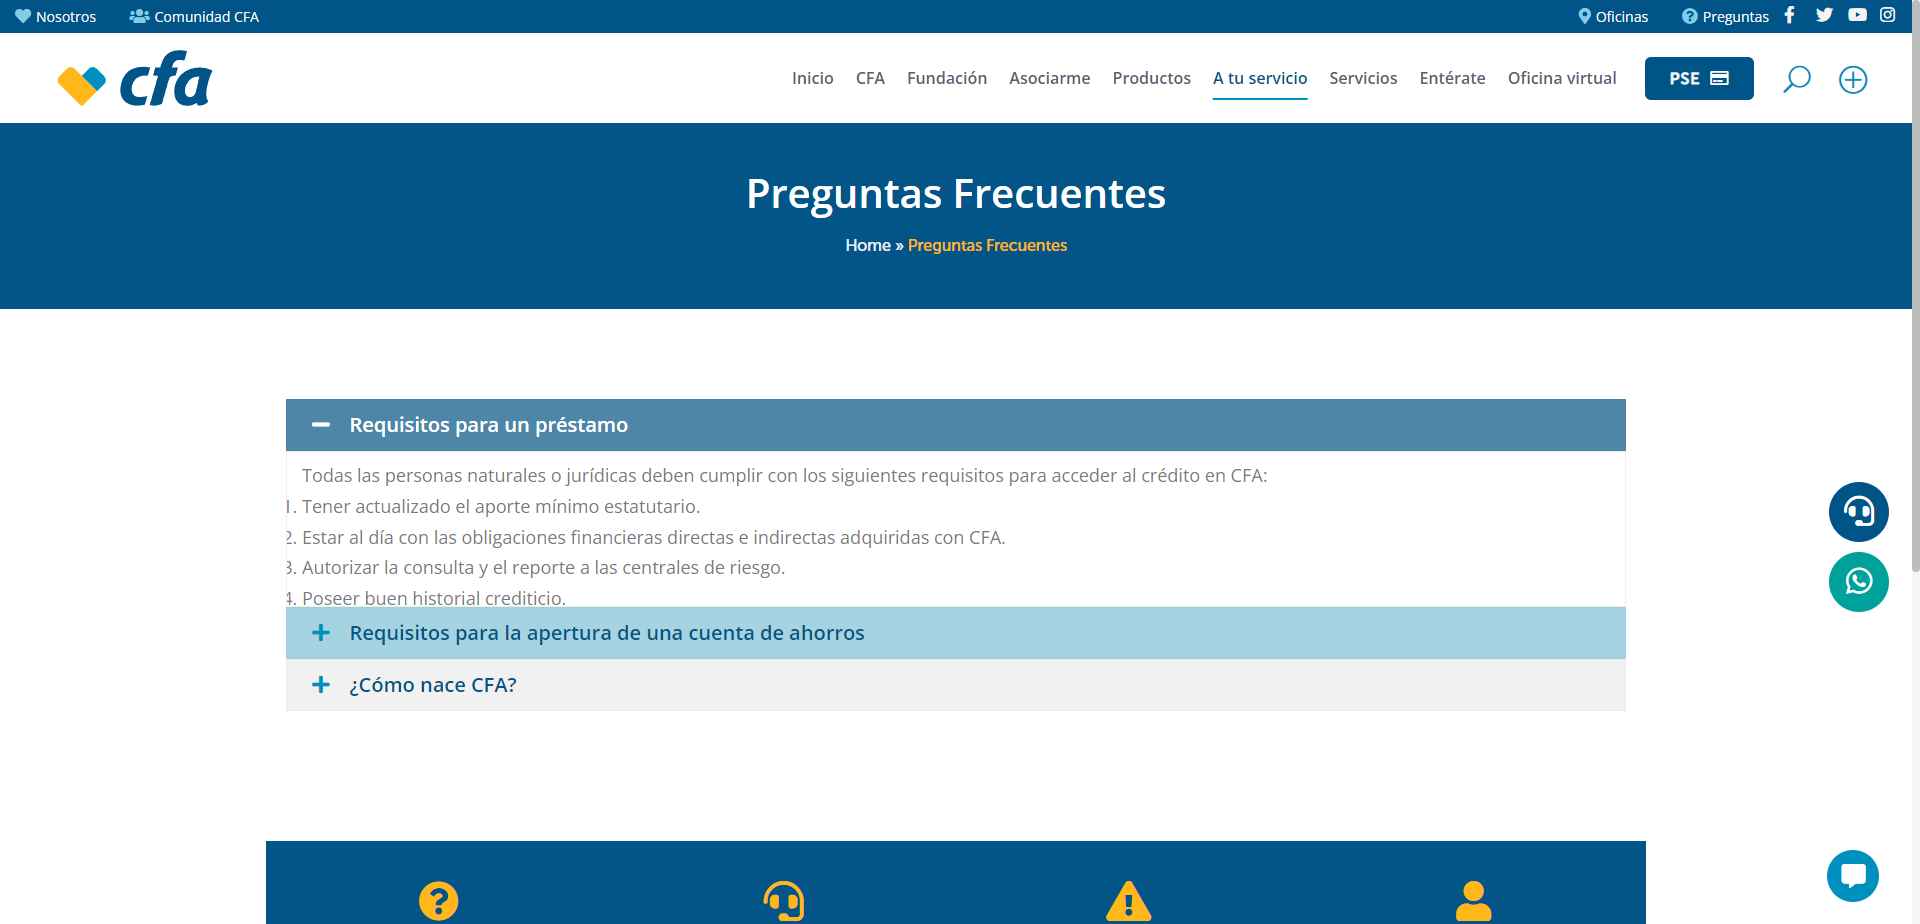 Nosotros
Comunidad CFA
Oficinas
Preguntas
cfa
Inicio
CFA
Fundación
Asociarme
Productos
A tu servicio
Servicios
Entérate
Oficina virtual
PSE
Preguntas Frecuentes
Home » Preguntas Frecuentes
Requisitos para un préstamo
Todas las personas naturales o jurídicas deben cumplir con los siguientes requisitos para acceder al crédito en CFA:
1. Tener actualizado el aporte mínimo estatutario.
2. Estar al día con las obligaciones financieras directas e indirectas adquiridas con CFA.
3. Autorizar la consulta y el reporte a las centrales de riesgo.
4. Poseer buen historial crediticio.
Requisitos para la apertura de una cuenta de ahorros
¿Cómo nace CFA?